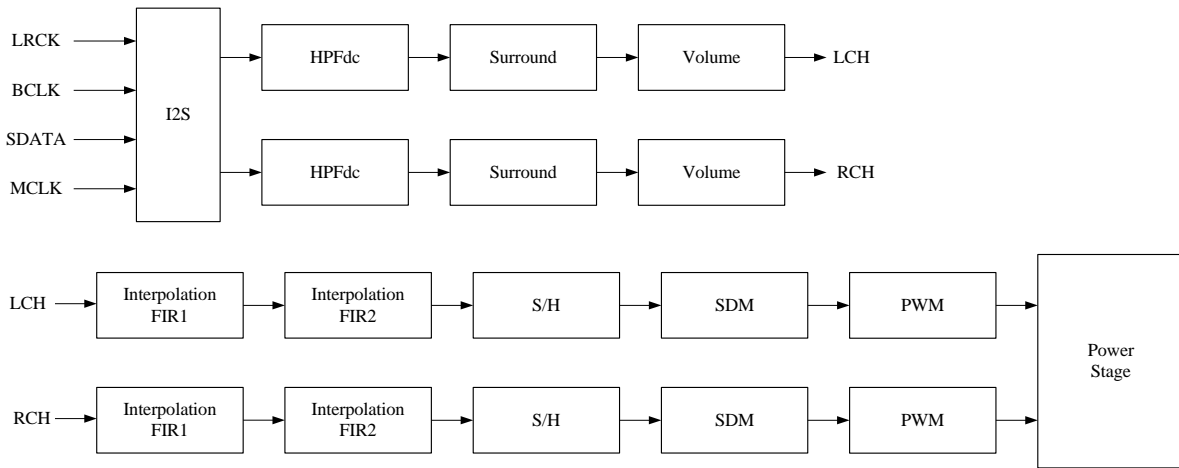 LRCK
BCLK
SDATA
MCLK
I2S
HPFdc
Surround
Volume
LCH
HPFdc
Surround
Volume
RCH
LCH
Interpolation
FIR1
Interpolation
FIR2
S/H
SDM
PWM
RCH
Interpolation
FIR1
Interpolation
FIR2
S/H
SDM
PWM
Power
Stage